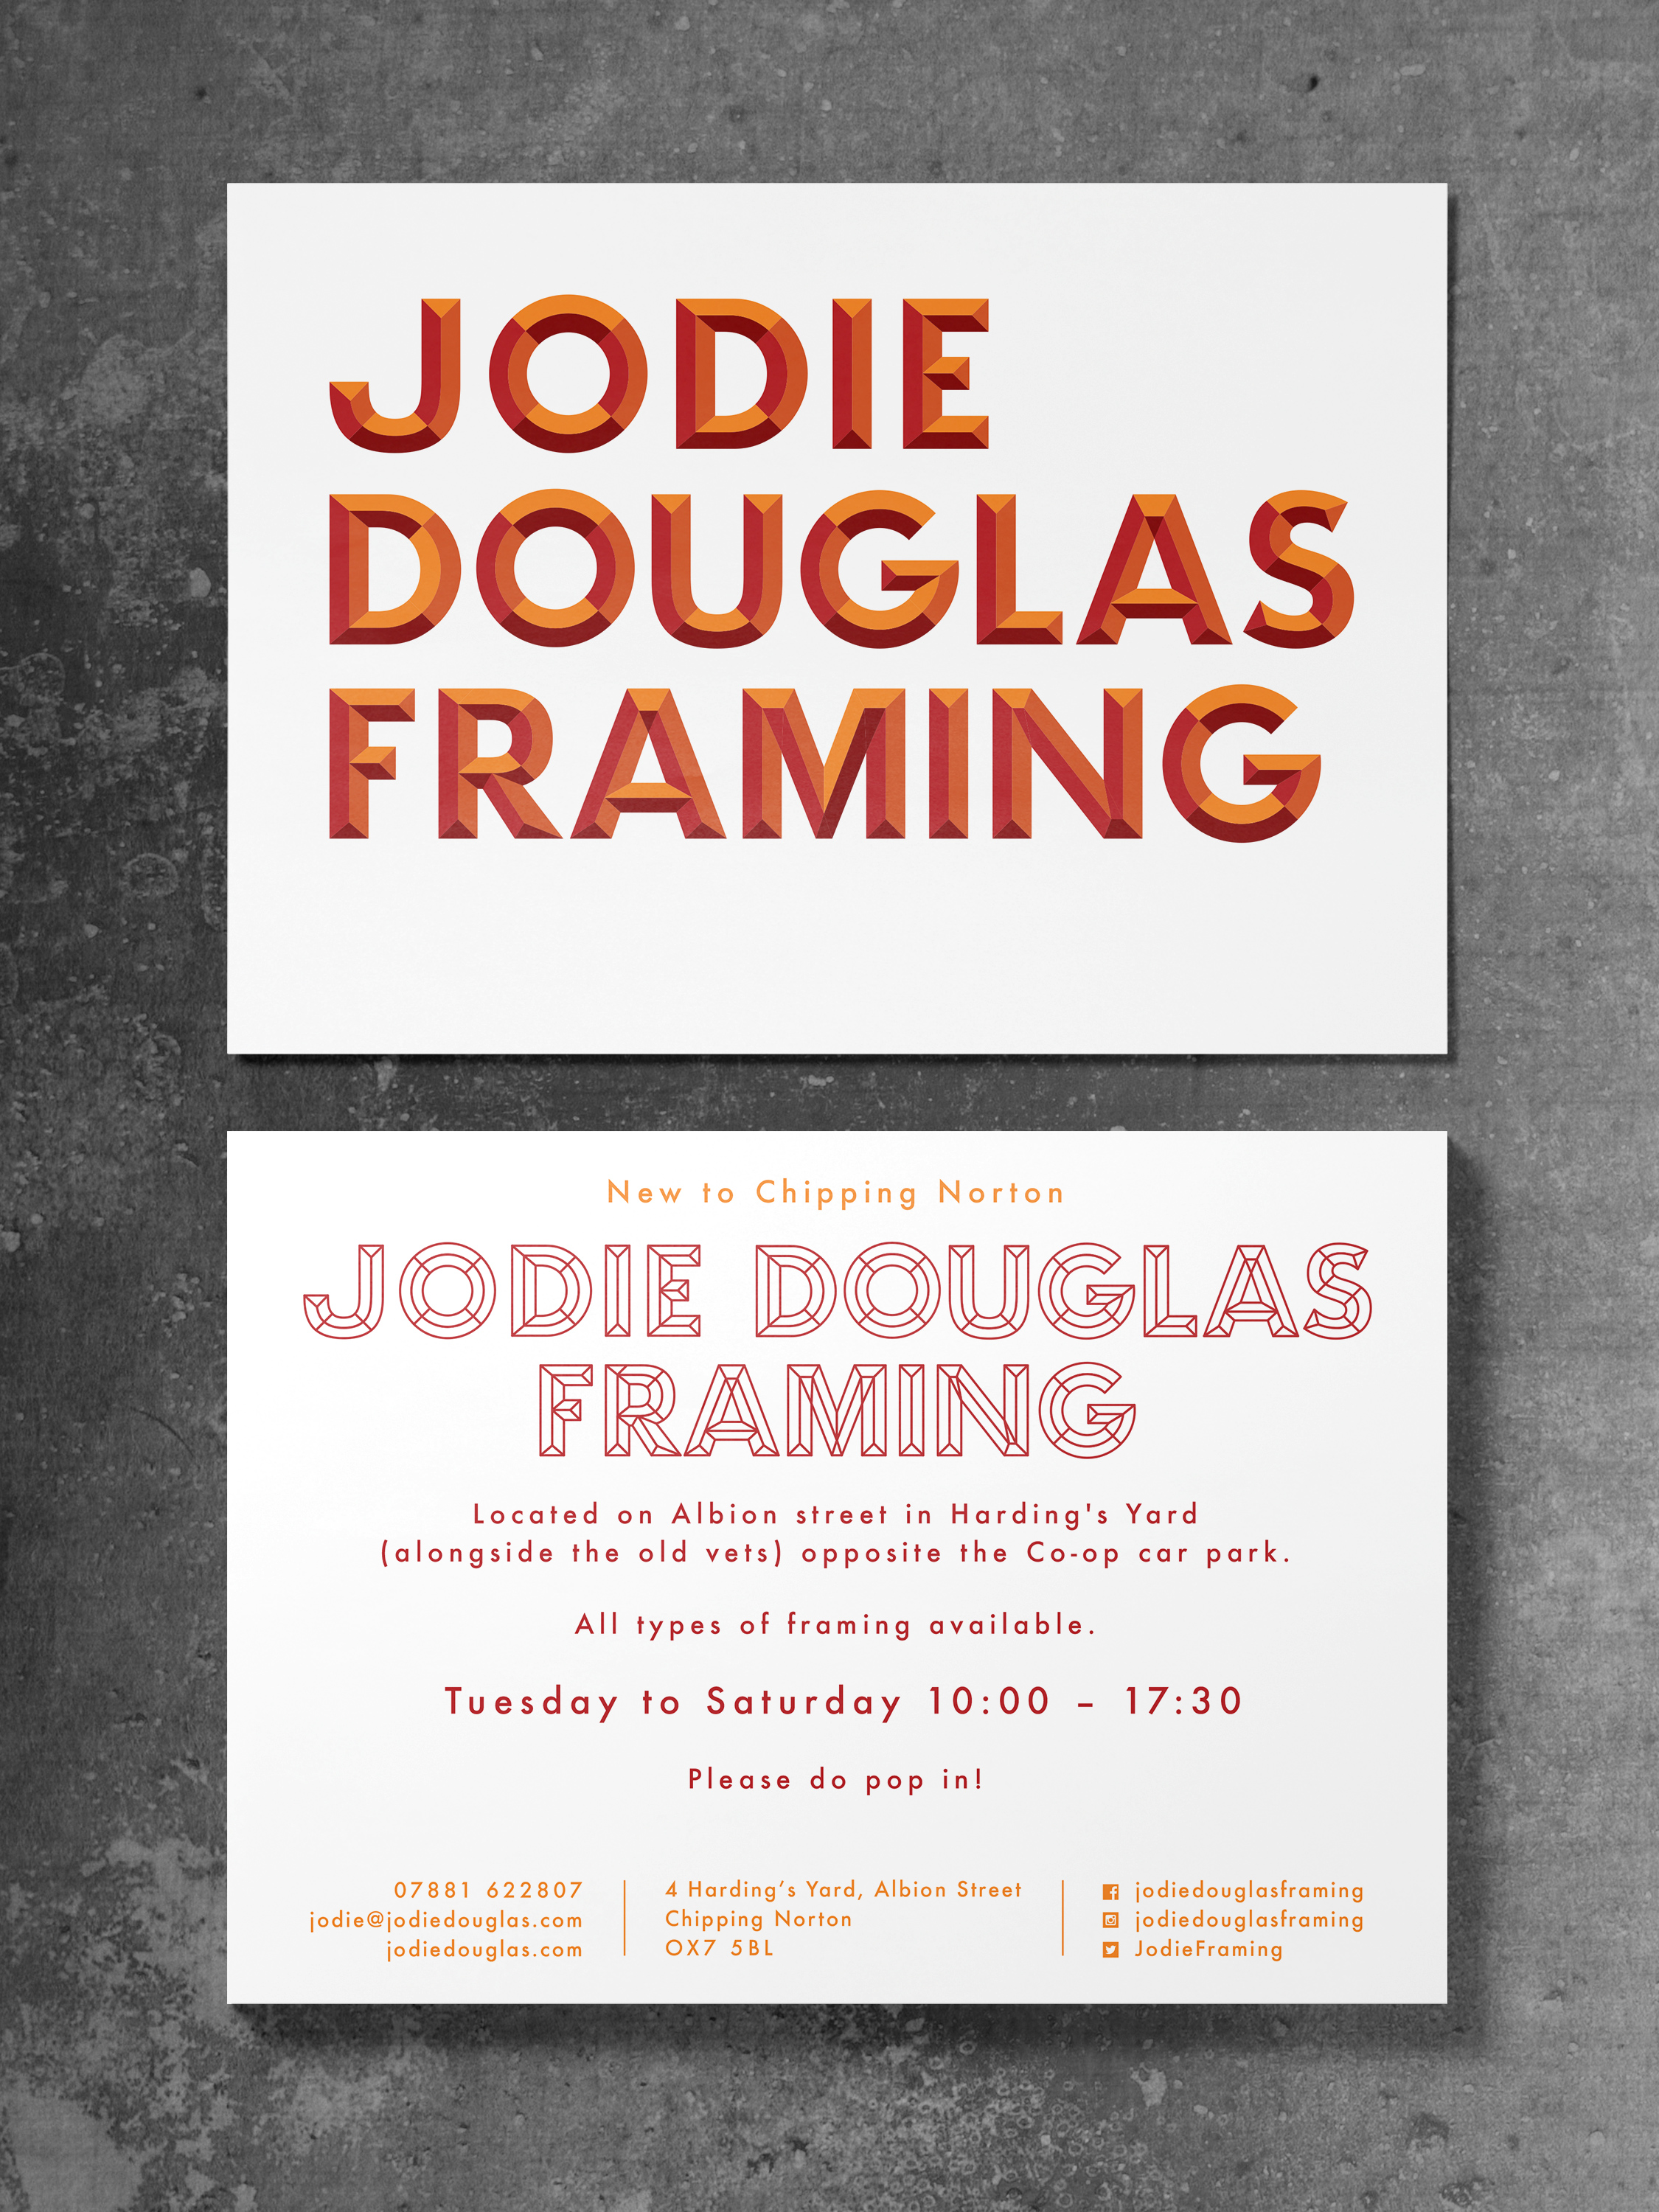 JODIE
DOUGLAS
FRAMING
New to Chipping Norton
JODIE DOUGLAS
FRAMING
Located on Albion street in Harding's Yard
(alongside the old vets) opposite the Co-op car park.
All types of framing available.
Tuesday to Saturday 10:00 – 17:30
Please do pop in!
07881 622807
jodie@jodiedouglas.com
jodiedouglas.com
4 Harding’s Yard, Albion Street
Chipping Norton
OX7 5BL
jodiedouglasframing
jodiedouglasframing
JodieFraming